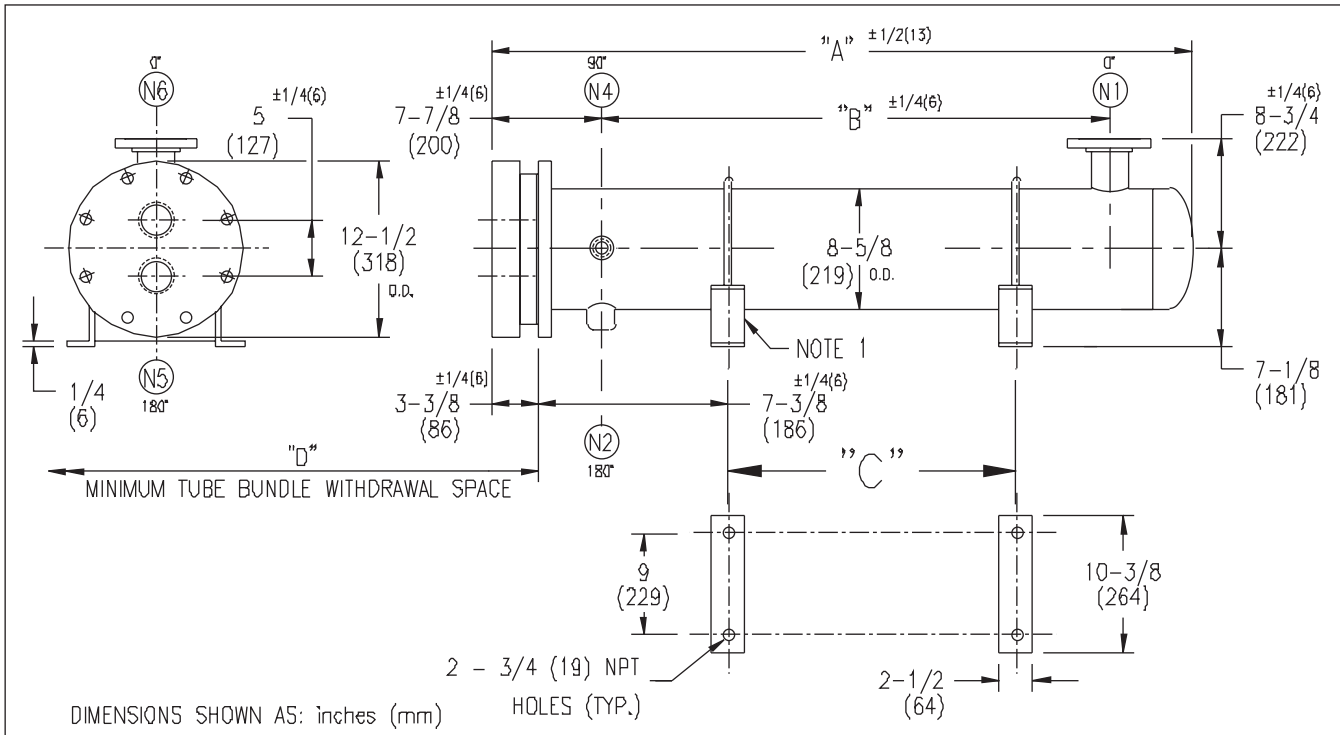 "A" ±1/2(13)
0°
N6
±1/4(6)
5
(127)
±1/4(6)
7-7/8
(200)
90°
N4
"B" ±1/4(6)
0°
N1
±1/4(6)
8-3/4
(222)
12-1/2
(318)
O.D.
8-5/8
(219) O.D.
NOTE 1
1/4
(6)
N5
180°
±1/4(6)
3-3/8
(86)
N2
180°
±1/4(6)
7-3/8
(186)
7-1/8
(181)
"D"
MINIMUM TUBE BUNDLE WITHDRAWAL SPACE
"C"
9
(229)
10-3/8
(264)
2 - 3/4 (19) NPT
HOLES (TYP.)
2-1/2
(64)
DIMENSIONS SHOWN AS: inches (mm)